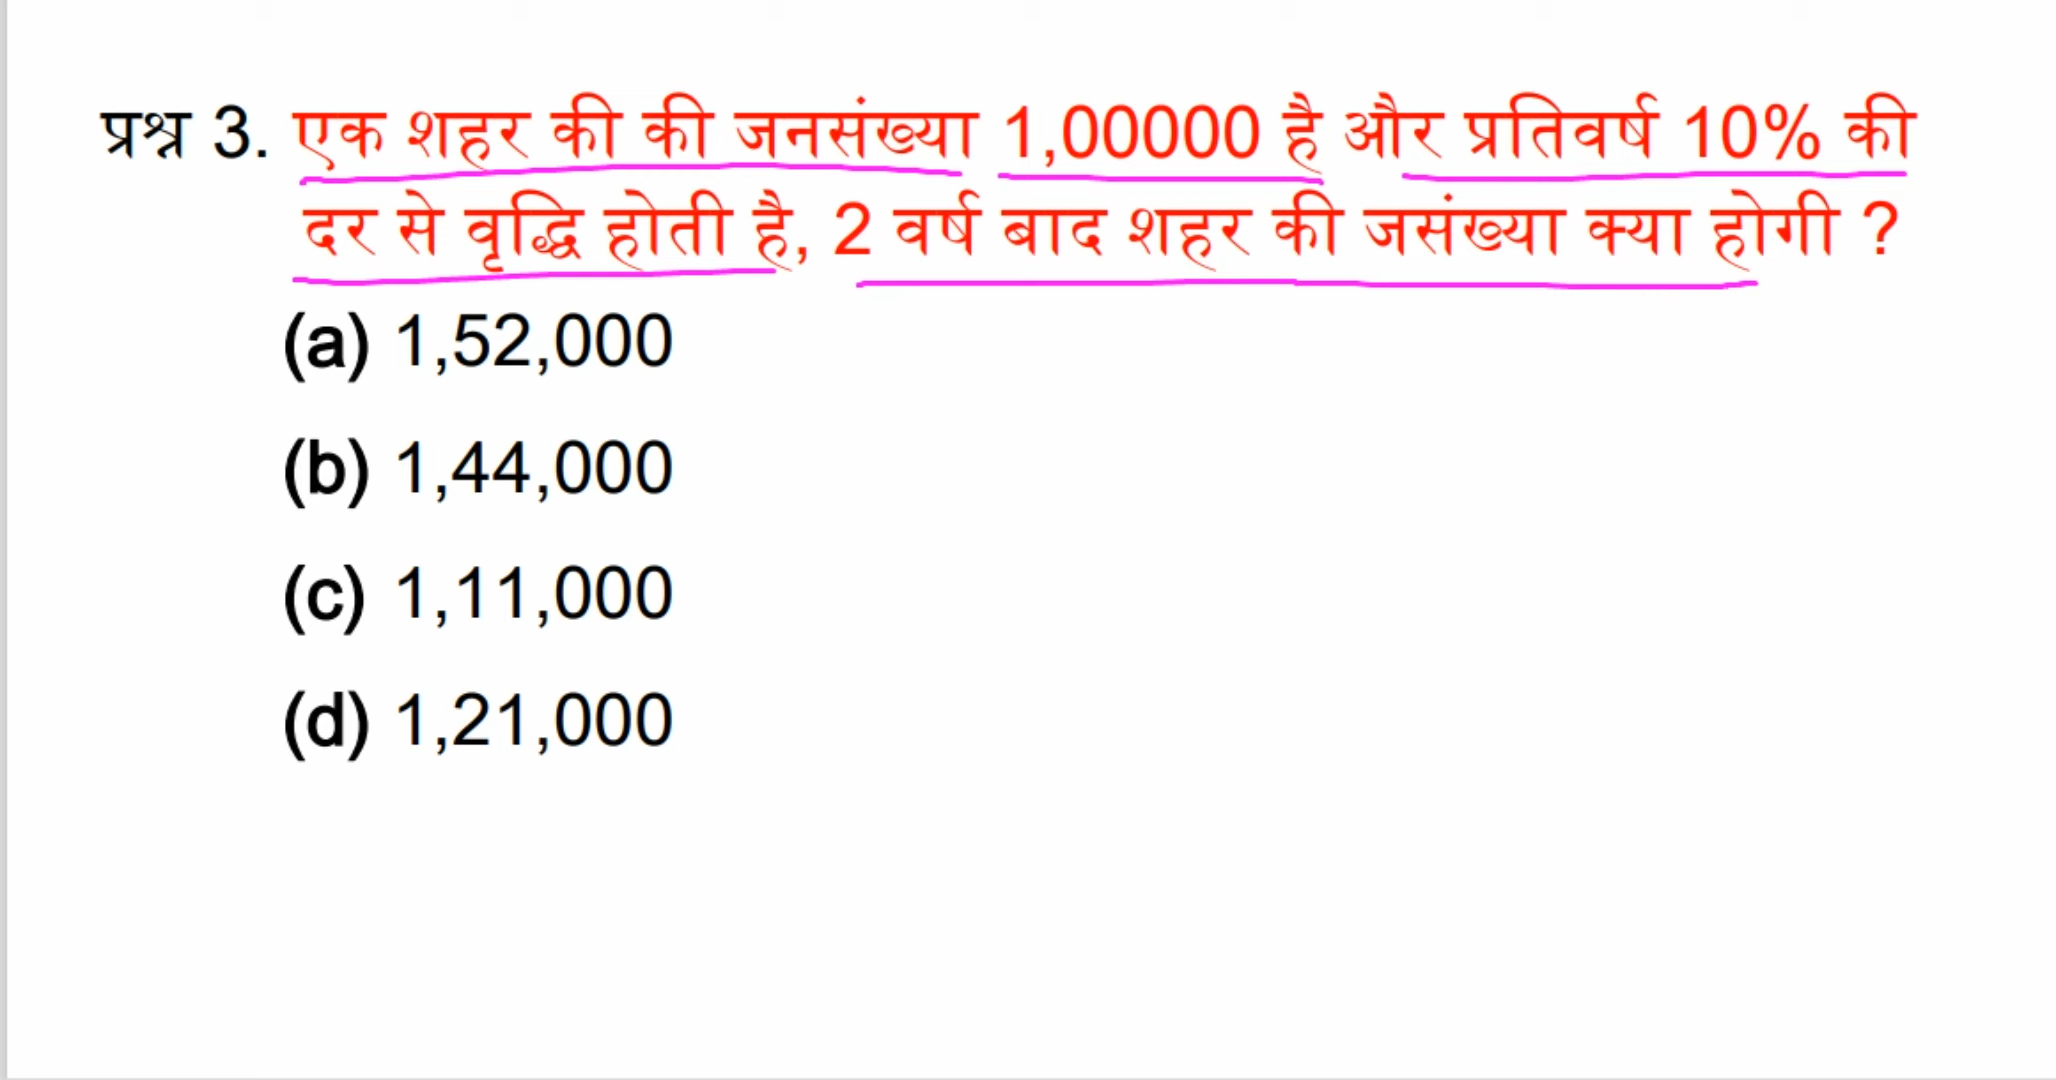 प्रश्न 3. एक शहर की की जनसंख्या 1,00000 है और प्रतिवर्ष 10% की
दर से वृद्धि होती है, 2 वर्ष बाद शहर की जसंख्या क्या होगी ?
(a) 1,52,000
(b) 1,44,000
(c) 1,11,000
(d) 1,21,000